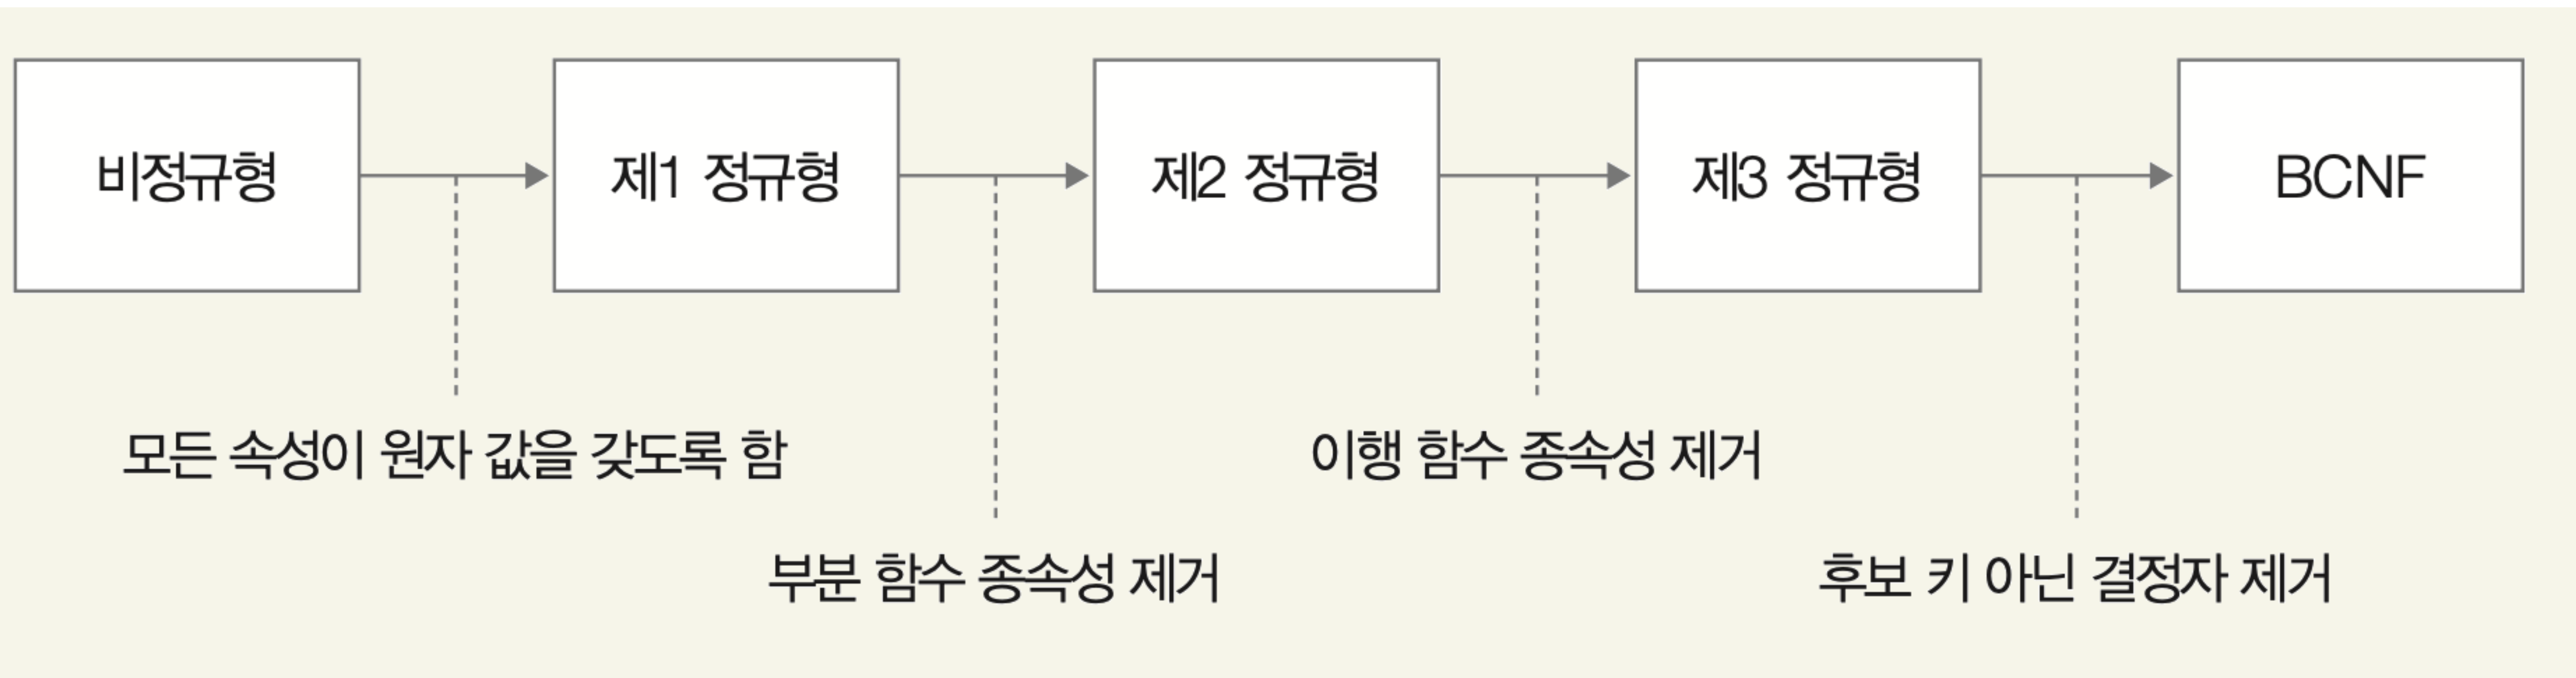 비정규형
제1 정규형
제2 정규형
제3 정규형
BCNF
모든 속성이 원자 값을 갖도록 함
이행 함수 종속성 제거
부분 함수 종속성 제거
후보 키 아닌 결정자 제거